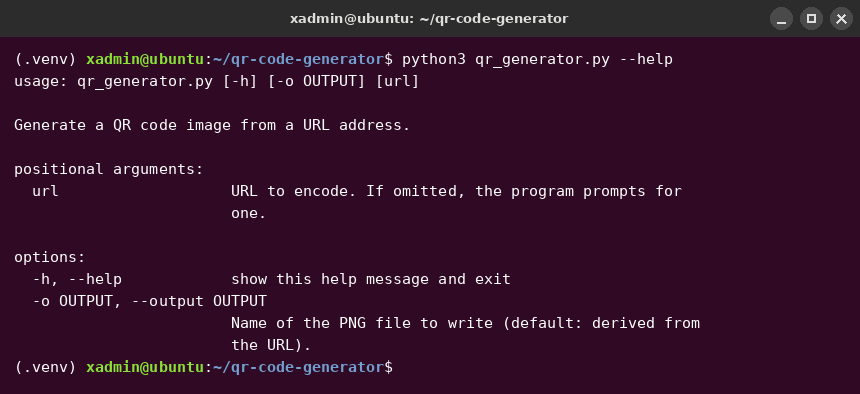 xadmin@ubuntu: ~/qr-code-generator
(.venv) xadmin@ubuntu:~/qr-code-generator$ python3 qr_generator.py --help
usage: qr_generator.py [-h] [-o OUTPUT] [url]

Generate a QR code image from a URL address.

positional arguments:
  url                   URL to encode. If omitted, the program prompts for
                        one.

options:
  -h, --help            show this help message and exit
  -o OUTPUT, --output OUTPUT
                        Name of the PNG file to write (default: derived from
                        the URL).
(.venv) xadmin@ubuntu:~/qr-code-generator$